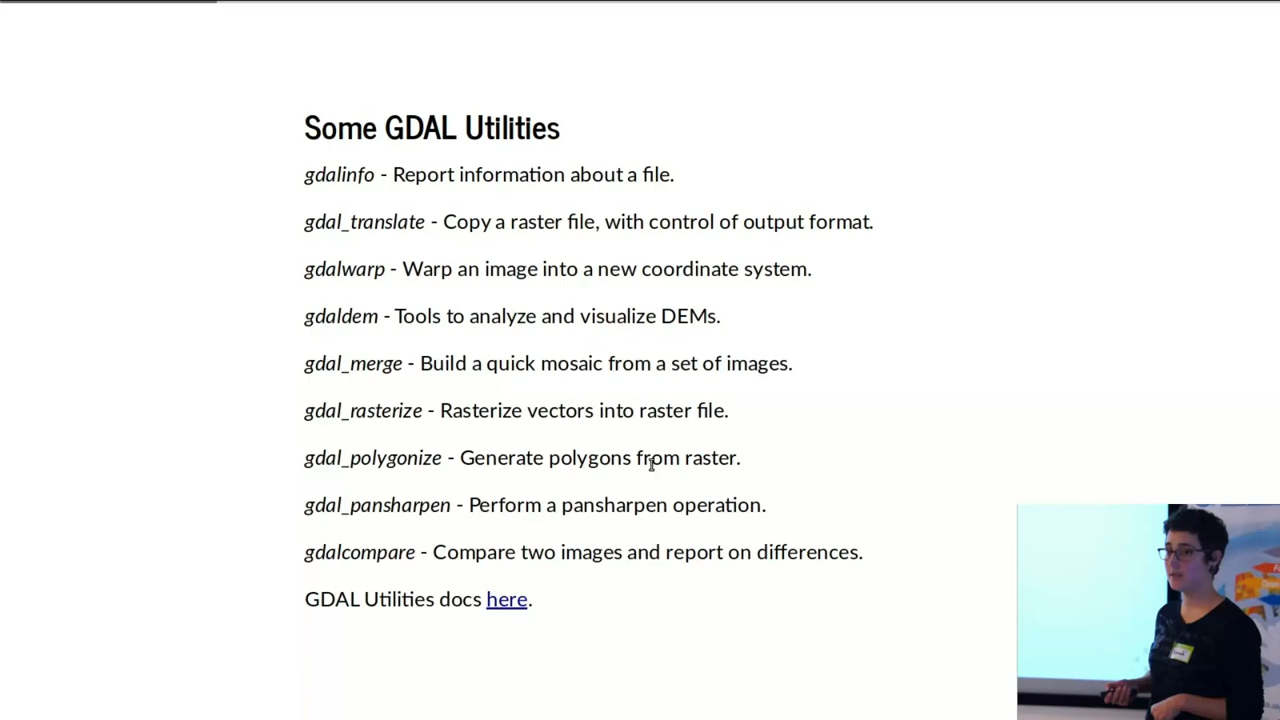 Some GDAL Utilities
gdalinfo - Report information about a file.
gdal_translate - Copy a raster file, with control of output format.
gdalwarp - Warp an image into a new coordinate system.
gdaldem - Tools to analyze and visualize DEMs.
gdal_merge - Build a quick mosaic from a set of images.
gdal_rasterize - Rasterize vectors into raster file.
gdal_polygonize - Generate polygons from raster.
gdal_pansharpen - Perform a pansharpen operation.
gdalcompare - Compare two images and report on differences.
GDAL Utilities docs here.